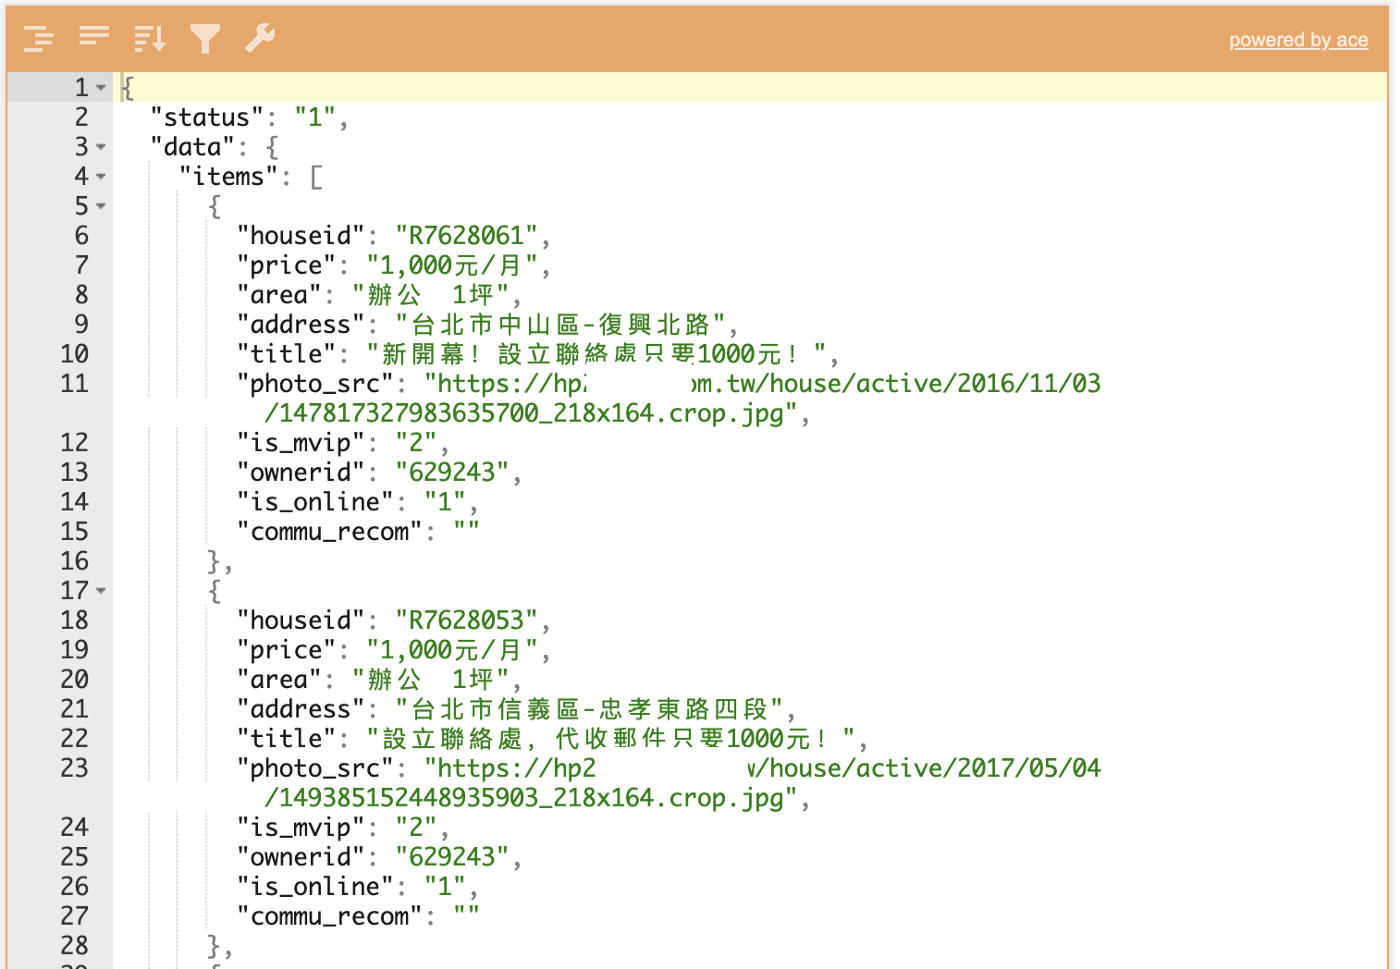 powered by ace
1 {
2 "status": "1",
3 "data": {
4 "items": [
5 {
6 "houseid": "R7628061",
7 "price": "1,000元/月",
8 "area": "辦公  1坪",
9 "address": "台北市中山區-復興北路",
10 "title": "新開幕！設立聯絡處只要1000元！",
11 "photo_src": "https://hp m.tw/house/active/2016/11/03
/147817327983635700_218x164.crop.jpg",
12 "is_mvip": "2",
13 "ownerid": "629243",
14 "is_online": "1",
15 "commu_recom": ""
16 },
17 {
18 "houseid": "R7628053",
19 "price": "1,000元/月",
20 "area": "辦公  1坪",
21 "address": "台北市信義區-忠孝東路四段",
22 "title": "設立聯絡處，代收郵件只要1000元！",
23 "photo_src": "https://hp2 /house/active/2017/05/04
/149385152448935903_218x164.crop.jpg",
24 "is_mvip": "2",
25 "ownerid": "629243",
26 "is_online": "1",
27 "commu_recom": ""
28 },